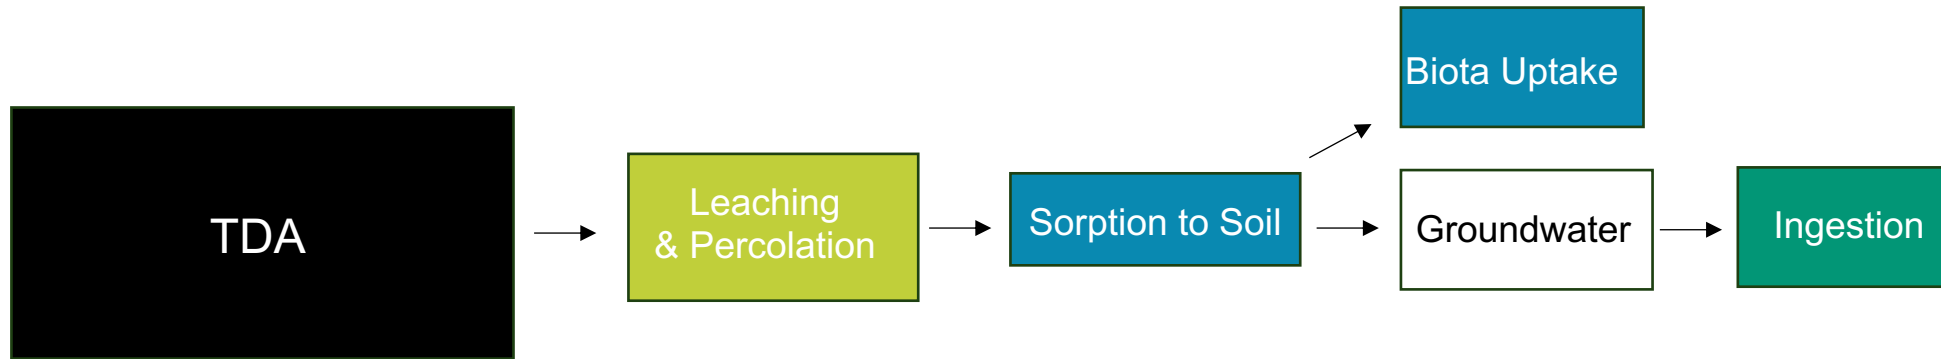 TDA
Leaching
& Percolation
Sorption to Soil
Biota Uptake
Groundwater
Ingestion